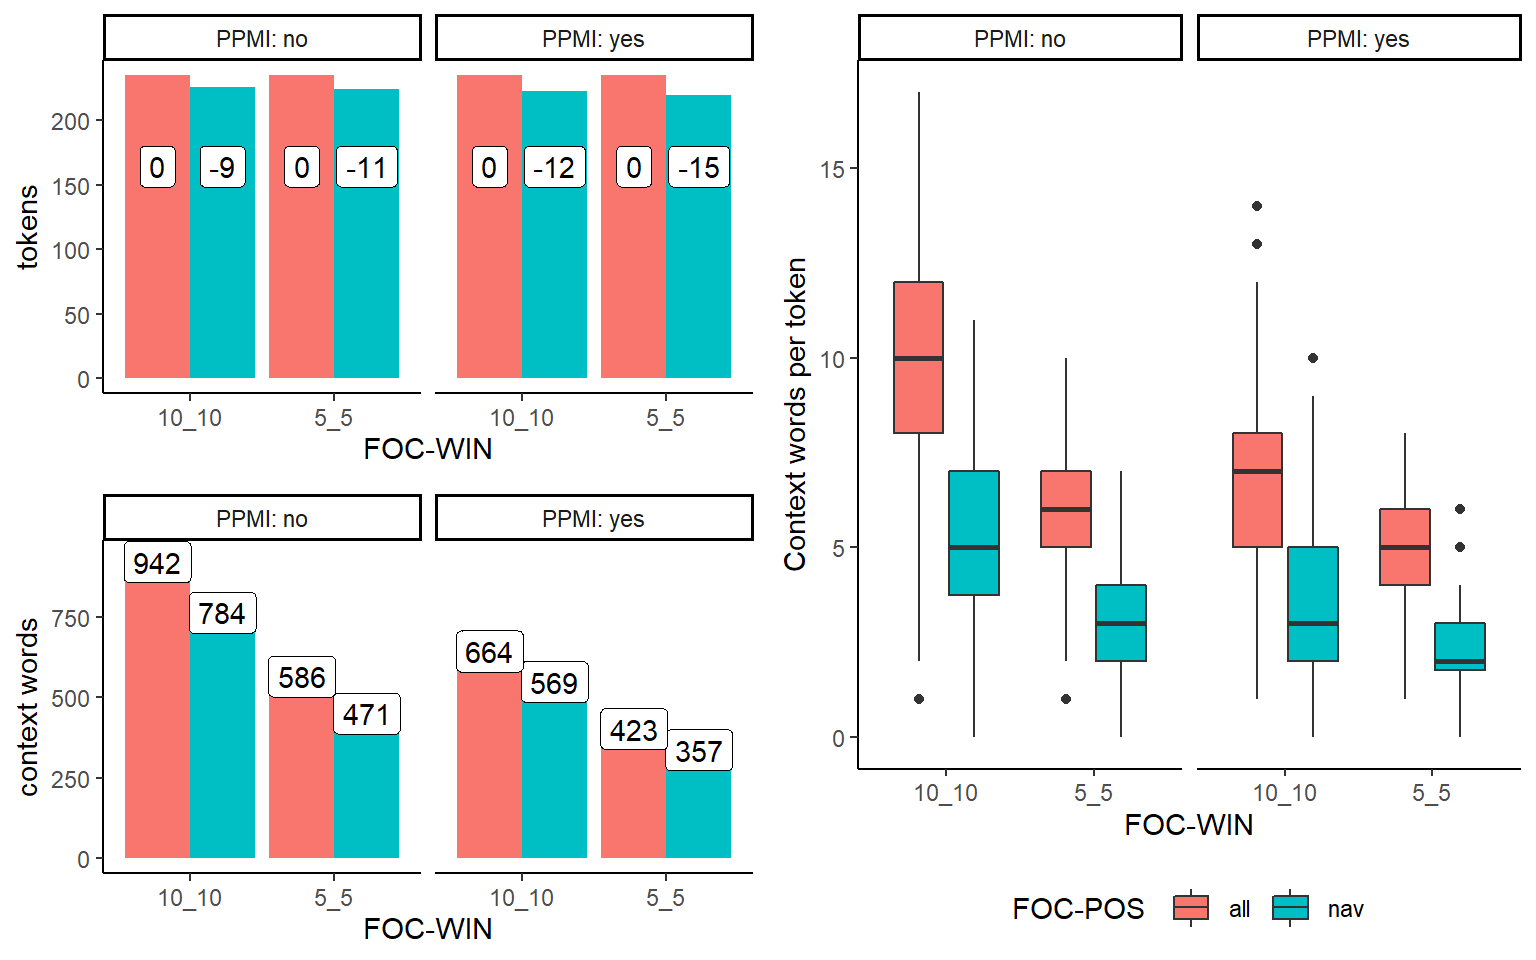 PPMI: no
PPMI: yes
tokens
200
150
100
50
0
0
-9
0
-11
0
-12
0
-15
10_10
5_5
10_10
5_5
FOC-WIN
PPMI: no
PPMI: yes
context words
750
500
250
0
942
784
586
471
664
569
423
357
10_10
5_5
10_10
5_5
FOC-WIN
PPMI: no
PPMI: yes
Context words per token
15
10
5
0
10_10
5_5
10_10
5_5
FOC-WIN
FOC-POS
all
nav